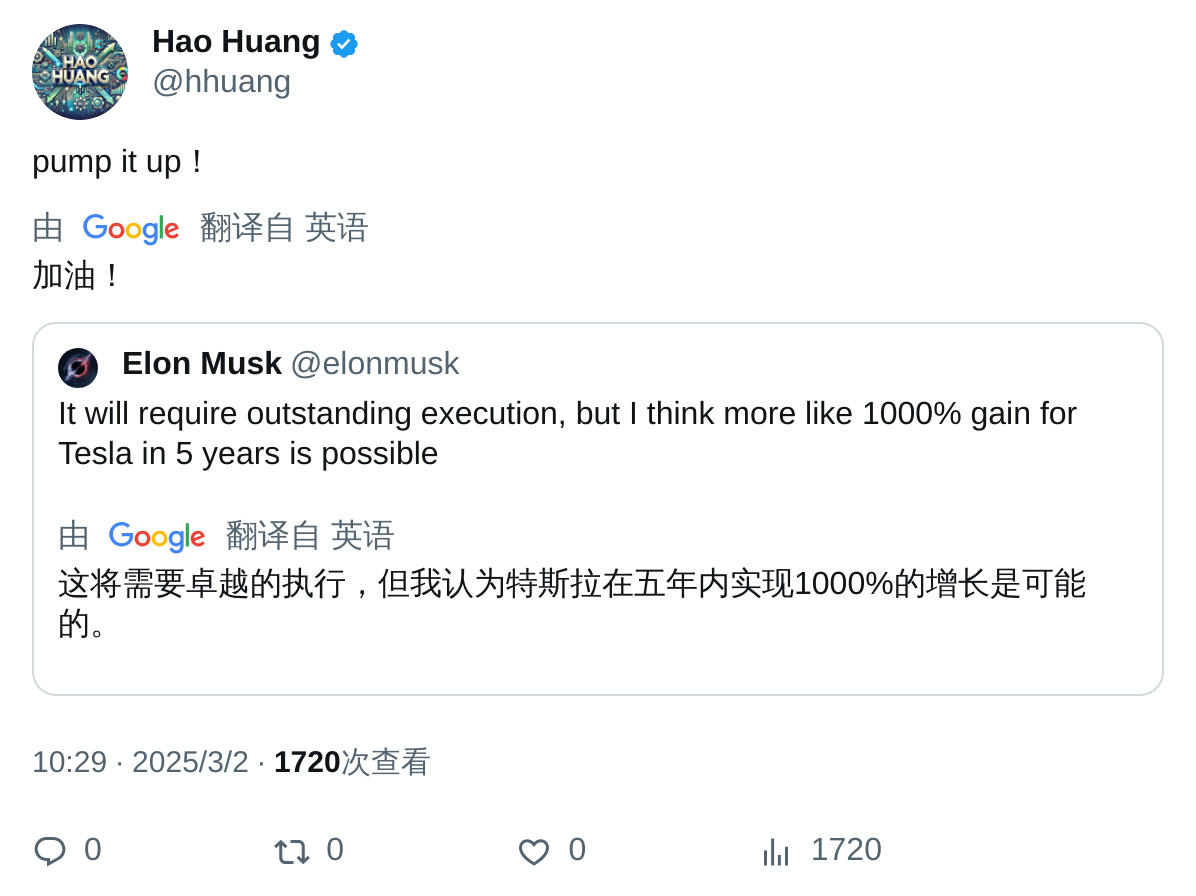 HAO
HUANG
Hao Huang
@hhuang
pump it up！
由 Google 翻译自 英语
加油！
Elon Musk @elonmusk
It will require outstanding execution, but I think more like 1000% gain for
Tesla in 5 years is possible
由 Google 翻译自 英语
这将需要卓越的执行，但我认为特斯拉在五年内实现1000%的增长是可能
的。
10:29 · 2025/3/2 · 1720次查看
0 0 0 1720